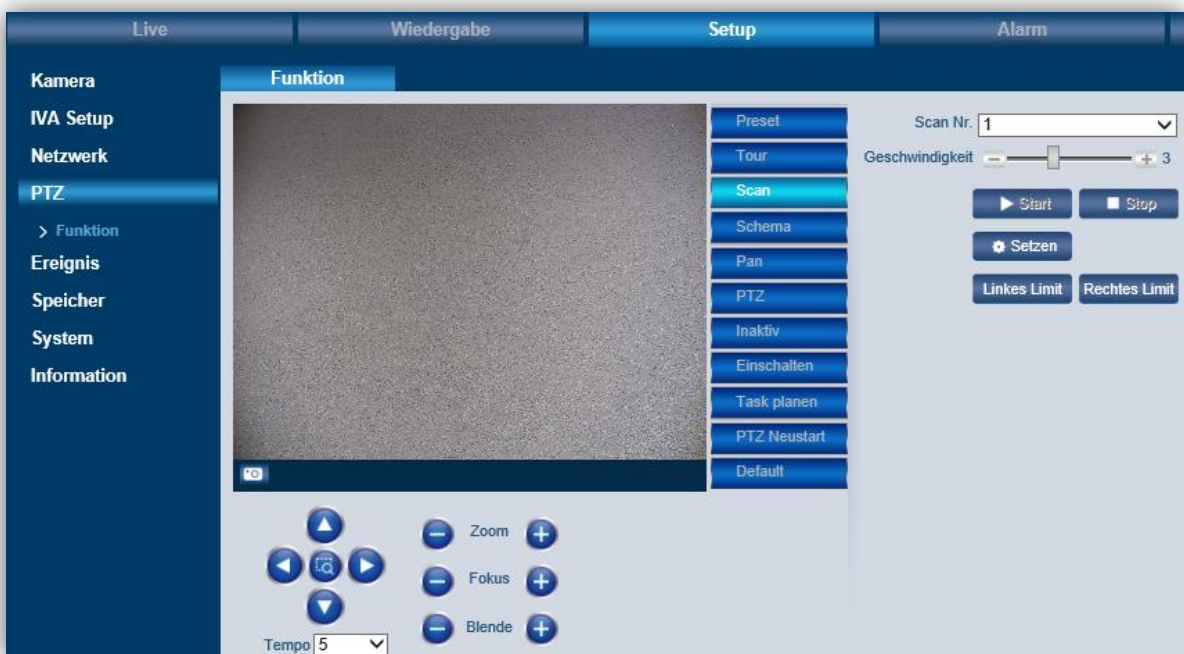 Live Wiedergabe Setup Alarm
Kamera
IVA Setup
Netzwerk
PTZ
> Funktion
Ereignis
Speicher
System
Information
Funktion
Preset
Tour
Scan
Schema
Pan
PTZ
Inaktiv
Einschalten
Task planen
PTZ Neustart
Default
Scan Nr. 1
Geschwindigkeit 3
Start Stop
Setzen
Linkes Limit Rechtes Limit
Zoom
Fokus
Blende
Tempo 5